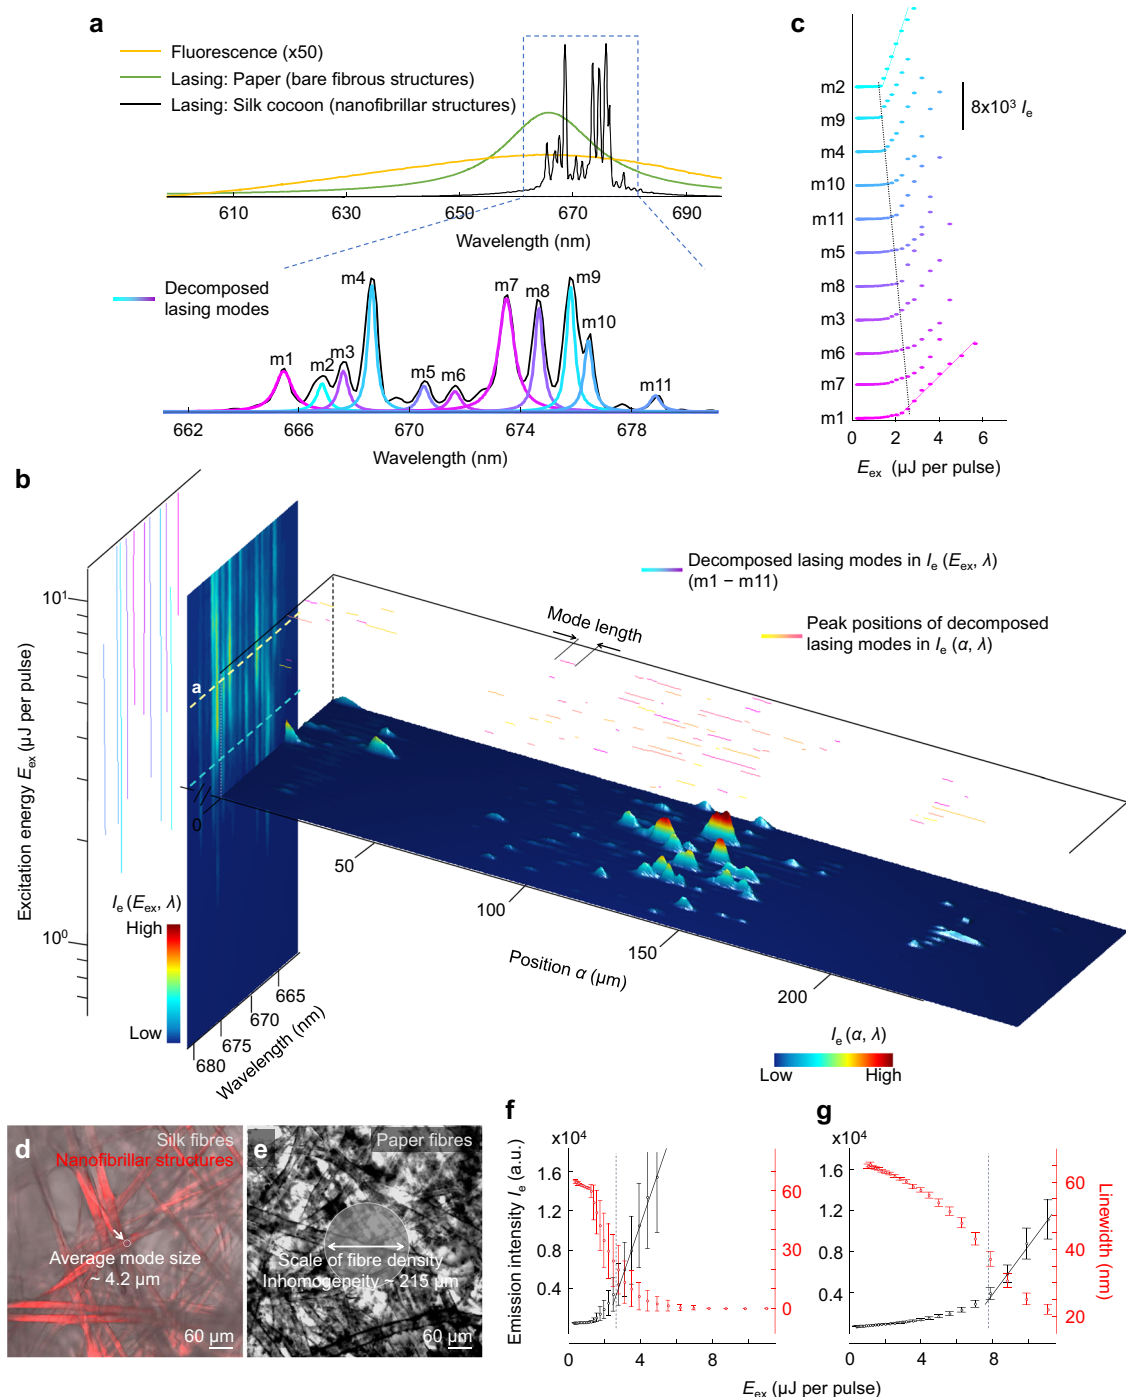 a
Fluorescence (x50)
Lasing: Paper (bare fibrous structures)
Lasing: Silk cocoon (nanofibrillar structures)
610 630 650 670 690
Wavelength (nm)
Decomposed
lasing modes
m1 m2 m3 m4 m5 m6 m7 m8 m9 m10 m11
662 666 670 674 678
Wavelength (nm)
c
m2
m9
m4
m10
m11
m5
m8
m3
m6
m7
m1
8x10³ Iₑ
0 2 4 6
E_ex (µJ per pulse)
b
Decomposed lasing modes in Iₑ (E_ex, λ)
(m1 – m11)
Peak positions of decomposed
lasing modes in Iₑ (α, λ)
Mode length
a
10¹
10⁰
Excitation energy E_ex (µJ per pulse)
0
50
100
150
200
Position α (µm)
Iₑ (E_ex, λ)
High
Low
665
670
675
680
Wavelength (nm)
Iₑ (α, λ)
Low High
d
Silk fibres
Nanofibrillar structures
Average mode size
~ 4.2 µm
60 µm
e
Paper fibres
Scale of fibre density
Inhomogeneity ~ 215 µm
60 µm
f
x10⁴
1.6
1.2
0.8
0.4
Emission intensity Iₑ (a.u.)
60
30
0
0 4 8
g
x10⁴
1.6
1.2
0.8
0.4
60
40
20
Linewidth (nm)
0 4 8
E_ex (µJ per pulse)